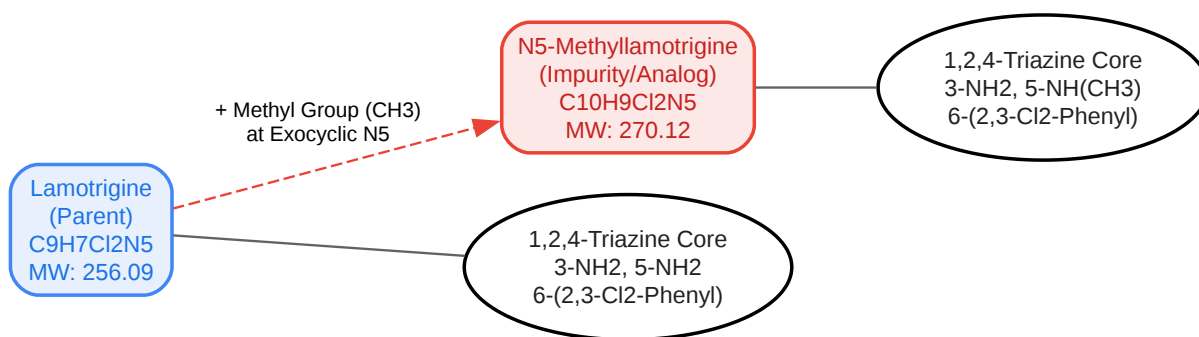 N5-Methyllamotrigine
(Impurity/Analog)
C10H9Cl2N5
MW: 270.12
1,2,4-Triazine Core
3-NH2, 5-NH(CH3)
6-(2,3-Cl2-Phenyl)
+ Methyl Group (CH3)
at Exocyclic N5
Lamotrigine
(Parent)
C9H7Cl2N5
MW: 256.09
1,2,4-Triazine Core
3-NH2, 5-NH2
6-(2,3-Cl2-Phenyl)